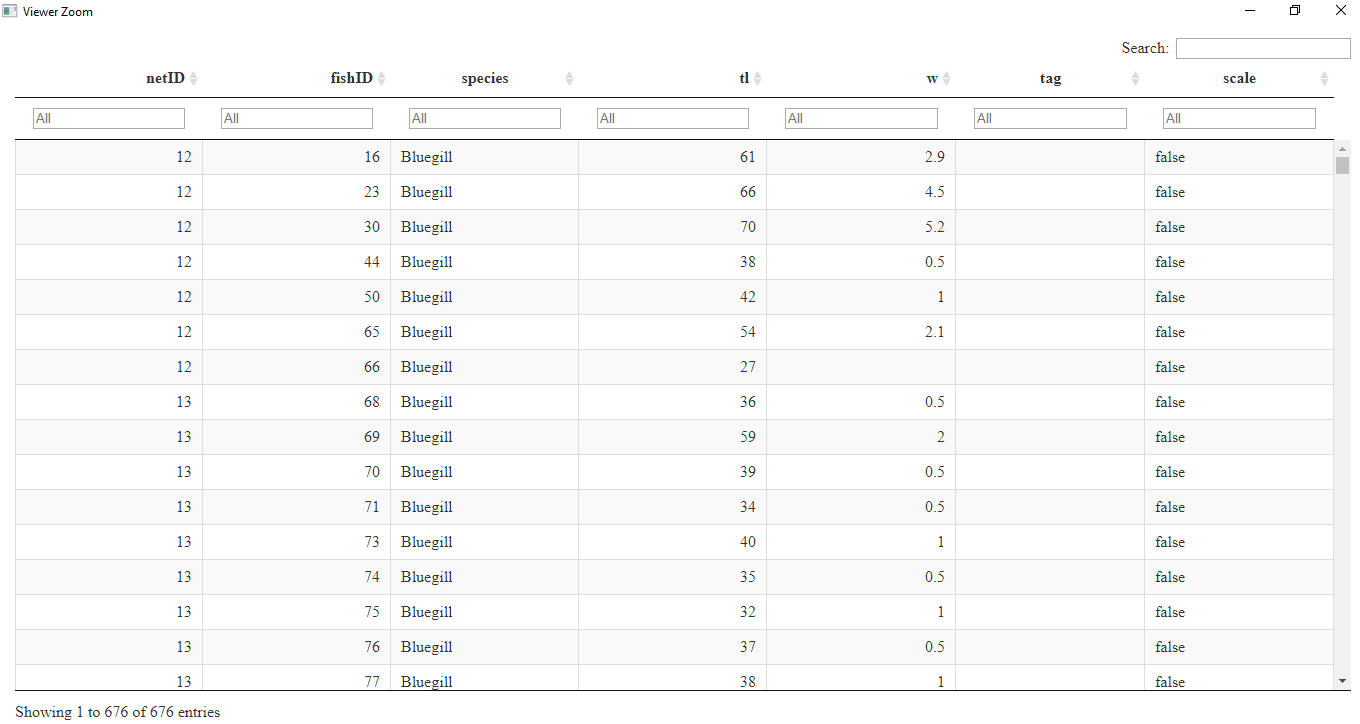 Viewer Zoom
Search:
netID fishID species tl w tag scale
All All All All All All All
12 16 Bluegill 61 2.9 false
12 23 Bluegill 66 4.5 false
12 30 Bluegill 70 5.2 false
12 44 Bluegill 38 0.5 false
12 50 Bluegill 42 1 false
12 65 Bluegill 54 2.1 false
12 66 Bluegill 27 false
13 68 Bluegill 36 0.5 false
13 69 Bluegill 59 2 false
13 70 Bluegill 39 0.5 false
13 71 Bluegill 34 0.5 false
13 73 Bluegill 40 1 false
13 74 Bluegill 35 0.5 false
13 75 Bluegill 32 1 false
13 76 Bluegill 37 0.5 false
13 77 Bluegill 38 1 false
Showing 1 to 676 of 676 entries